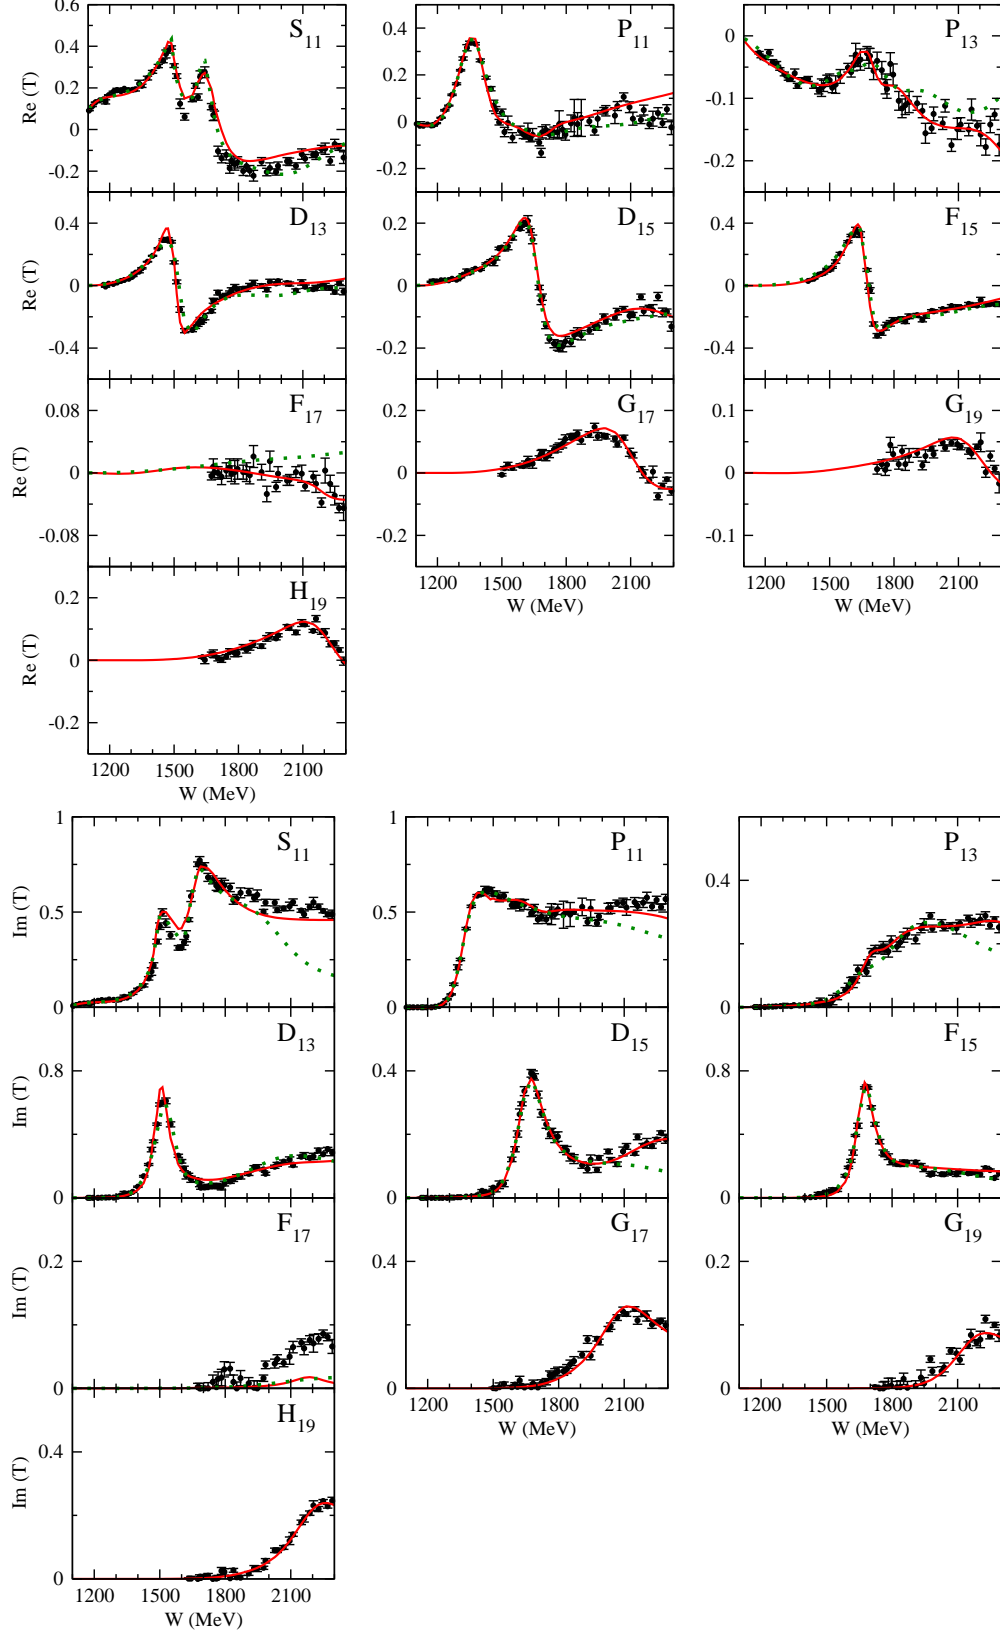 0.6
0.4
0.2
0
-0.2
Re (T)
S11
0.4
0.2
0
-0.2
P11
0
-0.1
-0.2
P13
0.4
0
-0.4
Re (T)
D13
0.2
0
-0.2
D15
0.4
0
-0.4
F15
0.08
0
-0.08
Re (T)
F17
0.2
0
-0.2
G17
1200 1500 1800 2100
W (MeV)
0.1
0
-0.1
G19
1200 1500 1800 2100
W (MeV)
0.2
0
-0.2
Re (T)
H19
1200 1500 1800 2100
W (MeV)
1
0.5
0
Im (T)
S11
1
0.5
0
P11
0.4
0
P13
0.8
0
Im (T)
D13
0.4
0
D15
0.8
0
F15
0.2
0
Im (T)
F17
0.4
0
G17
1200 1500 1800 2100
W (MeV)
0.2
0
G19
1200 1500 1800 2100
W (MeV)
0.4
0
Im (T)
H19
1200 1500 1800 2100
W (MeV)